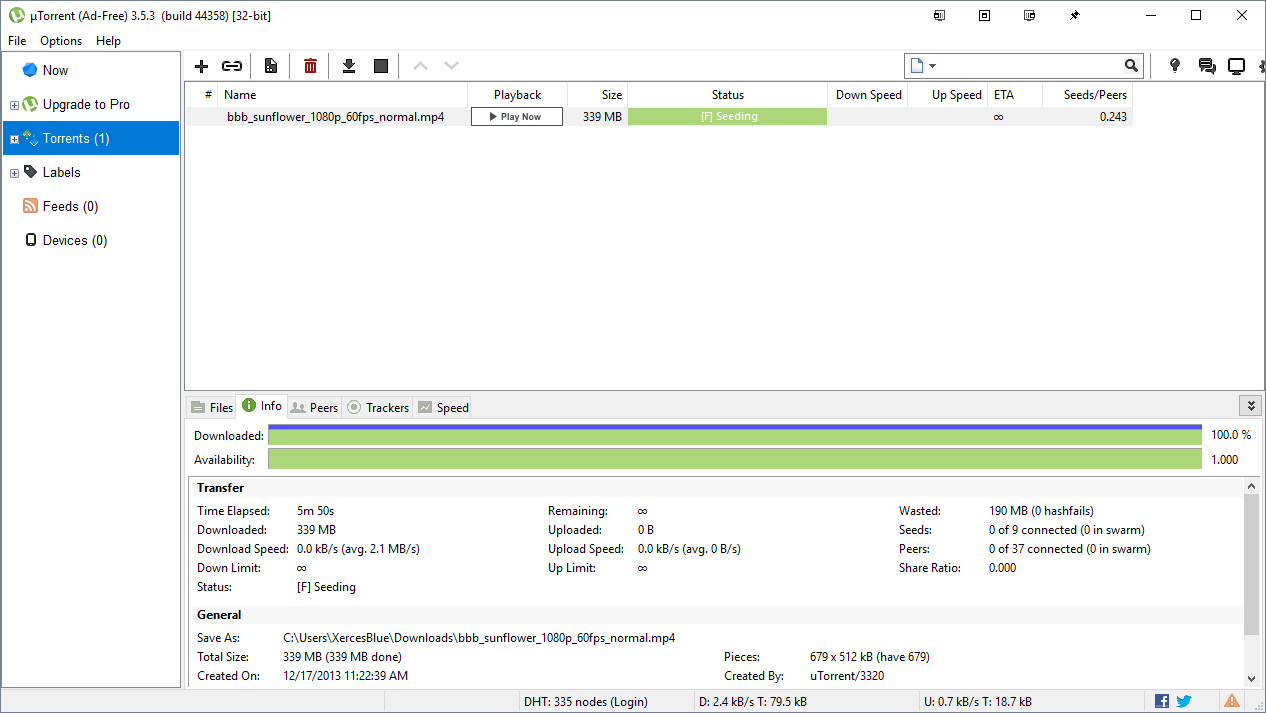 µTorrent (Ad-Free) 3.5.3 (build 44358) [32-bit]
File Options Help
Now
Upgrade to Pro
Torrents (1)
Labels
Feeds (0)
Devices (0)
# Name Playback Size Status Down Speed Up Speed ETA Seeds/Peers
bbb_sunflower_1080p_60fps_normal.mp4 Play Now 339 MB [F] Seeding ∞ 0.243
Files Info Peers Trackers Speed
Downloaded: 100.0 %
Availability: 1.000
Transfer
Time Elapsed: 5m 50s Remaining: ∞ Wasted: 190 MB (0 hashfails)
Downloaded: 339 MB Uploaded: 0 B Seeds: 0 of 9 connected (0 in swarm)
Download Speed: 0.0 kB/s (avg. 2.1 MB/s) Upload Speed: 0.0 kB/s (avg. 0 B/s) Peers: 0 of 37 connected (0 in swarm)
Down Limit: ∞ Up Limit: ∞ Share Ratio: 0.000
Status: [F] Seeding
General
Save As: C:\Users\XercesBlue\Downloads\bbb_sunflower_1080p_60fps_normal.mp4
Total Size: 339 MB (339 MB done) Pieces: 679 x 512 kB (have 679)
Created On: 12/17/2013 11:22:39 AM Created By: uTorrent/3320
DHT: 335 nodes (Login) D: 2.4 kB/s T: 79.5 kB U: 0.7 kB/s T: 18.7 kB